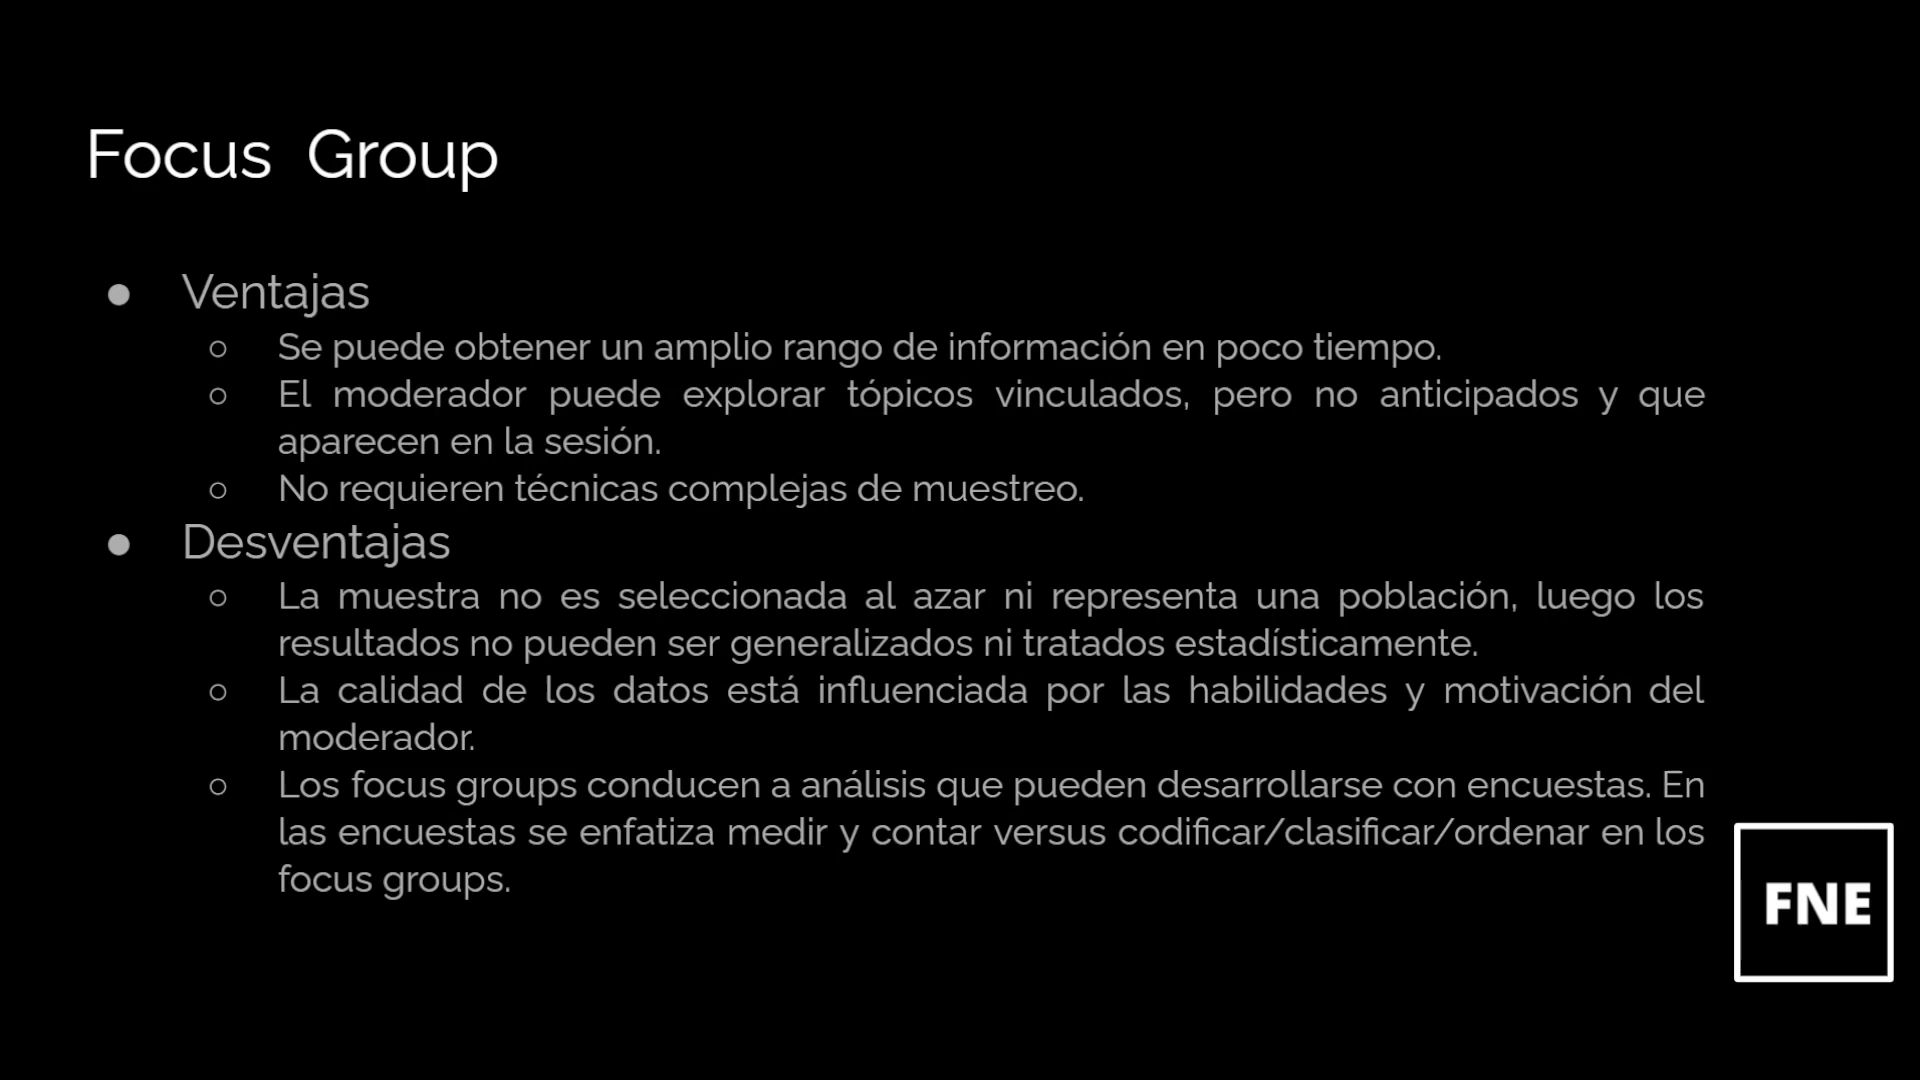 Focus Group
● Ventajas
○ Se puede obtener un amplio rango de información en poco tiempo.
○ El moderador puede explorar tópicos vinculados, pero no anticipados y que
aparecen en la sesión.
○ No requieren técnicas complejas de muestreo.
● Desventajas
○ La muestra no es seleccionada al azar ni representa una población, luego los
resultados no pueden ser generalizados ni tratados estadísticamente.
○ La calidad de los datos está influenciada por las habilidades y motivación del
moderador.
○ Los focus groups conducen a análisis que pueden desarrollarse con encuestas. En
las encuestas se enfatiza medir y contar versus codificar/clasificar/ordenar en los
focus groups.
FNE